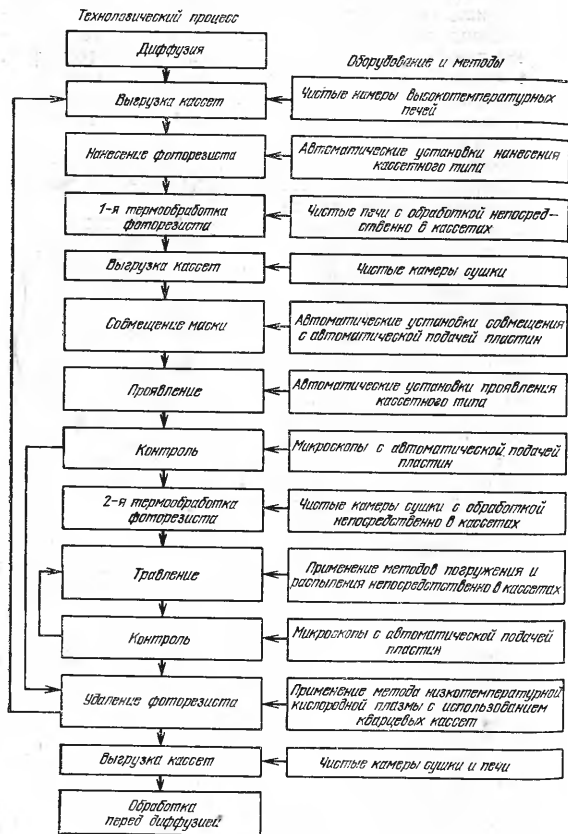 Технологический процесс
Диффузия
Оборудование и методы
Выгрузка кассет
Чистые камеры высокотемпературных
печей
Нанесение фоторезиста
Автоматические установки нанесения
кассетного типа
1-я термообработка
фоторезиста
Чистые печи с обработкой непосред-
ственно в кассетах
Выгрузка кассет
Чистые камеры сушки
Совмещение маски
Автоматические установки совмещения
с автоматической подачей пластин
Проявление
Автоматические установки проявления
кассетного типа
Контроль
Микроскопы с автоматической подачей
пластин
2-я термообработка
фоторезиста
Чистые камеры сушки с обработкой
непосредственно в кассетах
Травление
Применение методов погружения и
распыления непосредственно в кассетах
Контроль
Микроскопы с автоматической подачей
пластин
Удаление фоторезиста
Применение метода низкотемпературной
кислородной плазмы с использованием
кварцевых кассет
Выгрузка кассет
Чистые камеры сушки и печи
Обработка
перед диффузией